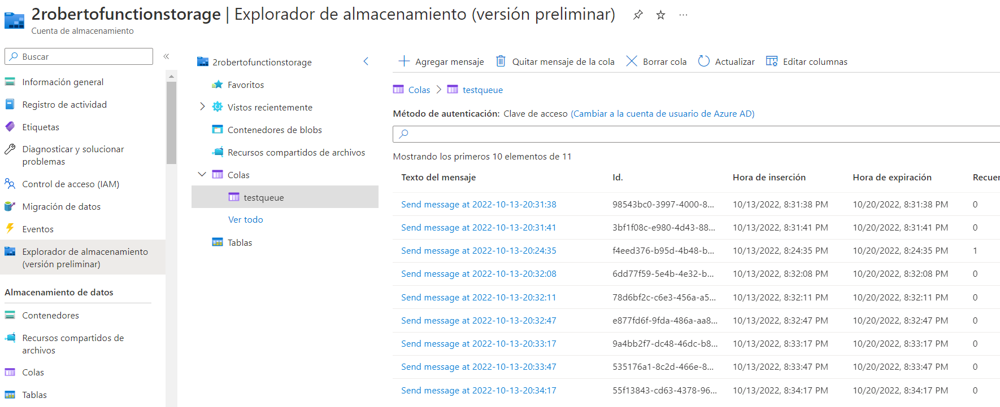 2robertofunctionstorage | Explorador de almacenamiento (versión preliminar)
Cuenta de almacenamiento
Buscar
Información general
Registro de actividad
Etiquetas
Diagnosticar y solucionar
problemas
Control de acceso (IAM)
Migración de datos
Eventos
Explorador de almacenamiento
(versión preliminar)
Almacenamiento de datos
Contenedores
Recursos compartidos de
archivos
Colas
Tablas
2robertofunctionstorage
Favoritos
Vistos recientemente
Contenedores de blobs
Recursos compartidos de archivos
Colas
testqueue
Ver todo
Tablas
Agregar mensaje Quitar mensaje de la cola Borrar cola Actualizar Editar columnas
Colas > testqueue
Método de autenticación: Clave de acceso (Cambiar a la cuenta de usuario de Azure AD)
Mostrando los primeros 10 elementos de 11
Texto del mensaje Id. Hora de inserción Hora de expiración Recuer
Send message at 2022-10-13-20:31:38 98543bc0-3997-4000-8... 10/13/2022, 8:31:38 PM 10/20/2022, 8:31:38 PM 0
Send message at 2022-10-13-20:31:41 3bf1f08c-e980-4d43-88... 10/13/2022, 8:31:41 PM 10/20/2022, 8:31:41 PM 0
Send message at 2022-10-13-20:24:35 f4eed376-b95d-4b48-b... 10/13/2022, 8:24:35 PM 10/20/2022, 8:24:35 PM 1
Send message at 2022-10-13-20:32:08 6dd77f59-5e4b-4e32-b... 10/13/2022, 8:32:08 PM 10/20/2022, 8:32:08 PM 0
Send message at 2022-10-13-20:32:11 78d6bf2c-c6e3-456a-a5... 10/13/2022, 8:32:11 PM 10/20/2022, 8:32:11 PM 0
Send message at 2022-10-13-20:32:47 e877fd6f-9fda-486a-aa8... 10/13/2022, 8:32:47 PM 10/20/2022, 8:32:47 PM 0
Send message at 2022-10-13-20:33:17 9a4bb2f7-dc48-46dc-b8... 10/13/2022, 8:33:17 PM 10/20/2022, 8:33:17 PM 0
Send message at 2022-10-13-20:33:47 535176a1-8c2d-466e-8... 10/13/2022, 8:33:47 PM 10/20/2022, 8:33:47 PM 0
Send message at 2022-10-13-20:34:17 55f13843-cd63-4378-96... 10/13/2022, 8:34:17 PM 10/20/2022, 8:34:17 PM 0